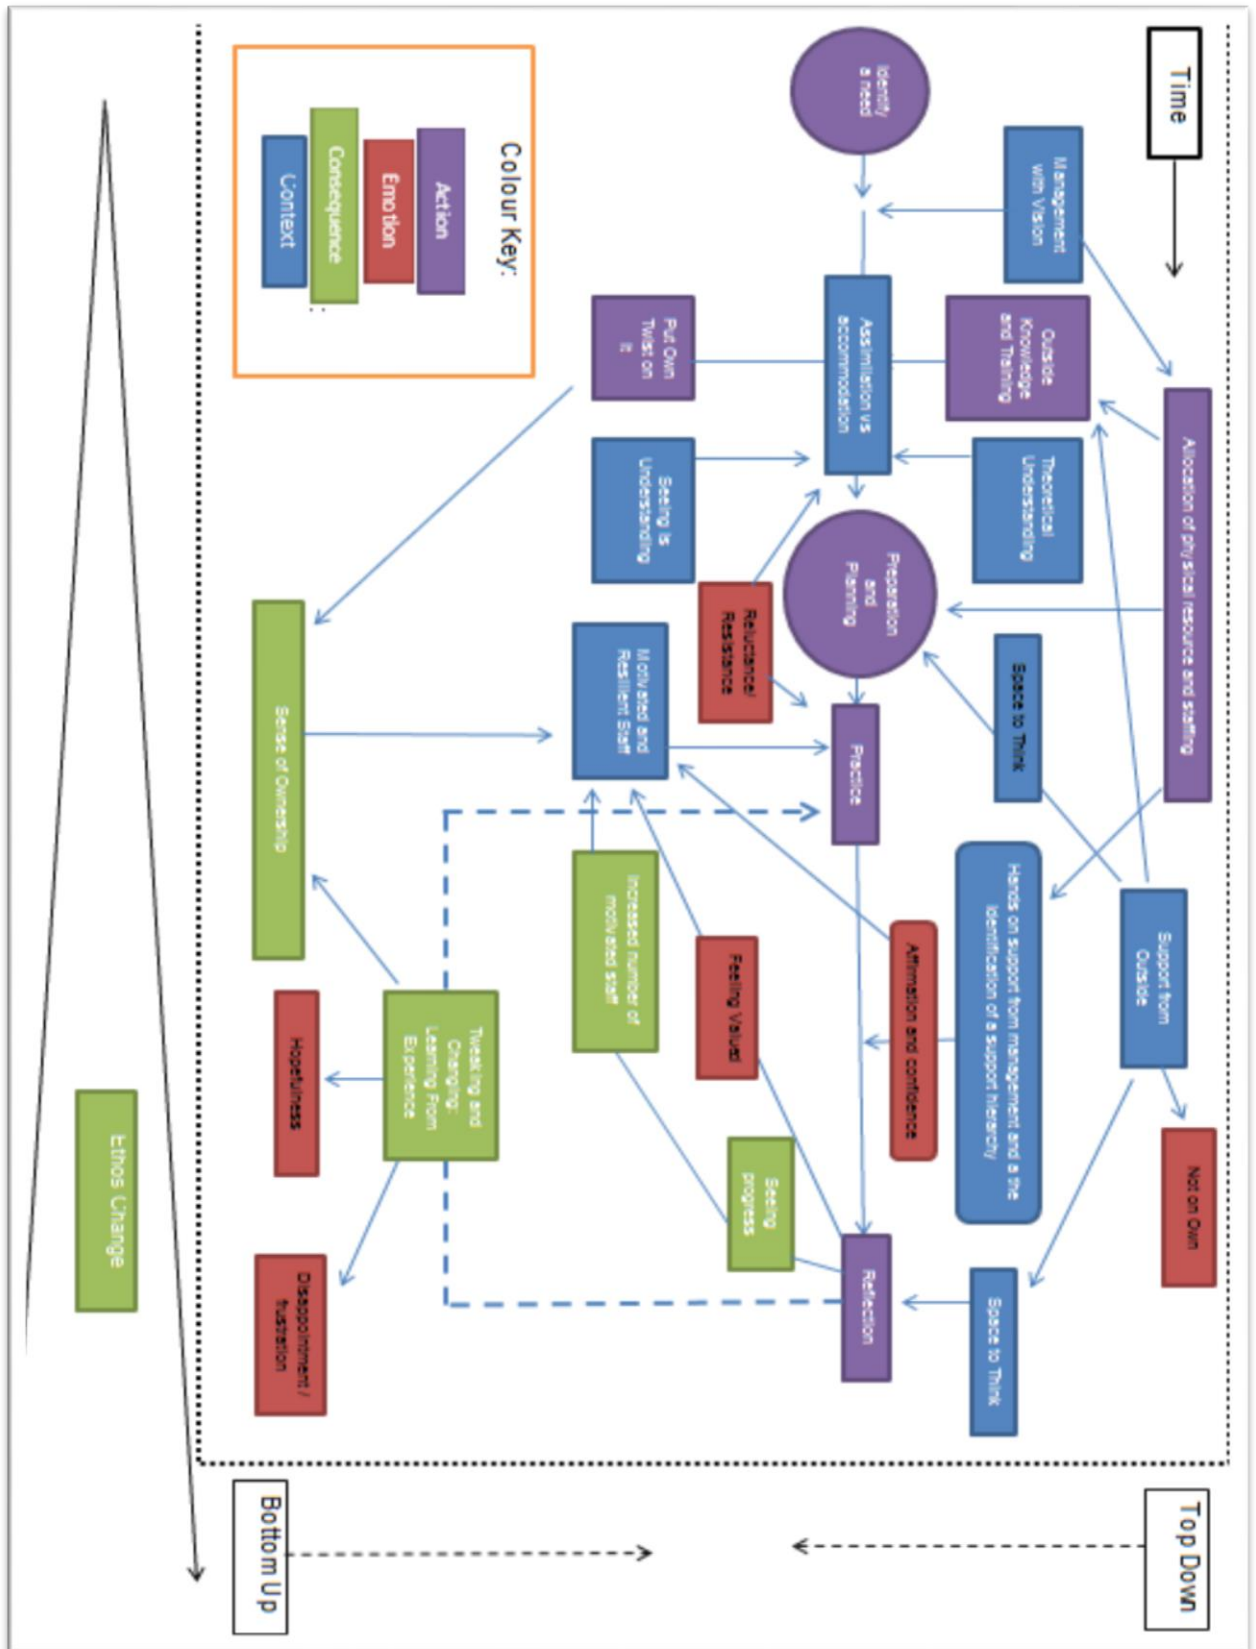 Time
Top Down
Allocation of physical resource and staffing
Support from
Outside
Not on Own
Management
with Vision
Outside
Knowledge
and Training
Theoretical
Understanding
Space to Think
Hands on support from management and a the
identification of a support hierarchy
Space to Think
Affirmation and confidence
Identify
a need
Assimilation vs
accommodation
Preparation
and
Planning
Practice
Reflection
Put Own
Twist on
it
Seeing is
Understanding
Reluctance/
Resistance
Motivated and
Resilient Staff
Feeling Valued
Seeing
progress
Increased number of
motivated staff
Colour Key:
Action
Emotion
Consequence
:
Context
Tweaking and
Changing:
Learning From
Experience
Sense of Ownership
Hopefulness
Disappointment /
frustration
Bottom Up
Ethos Change